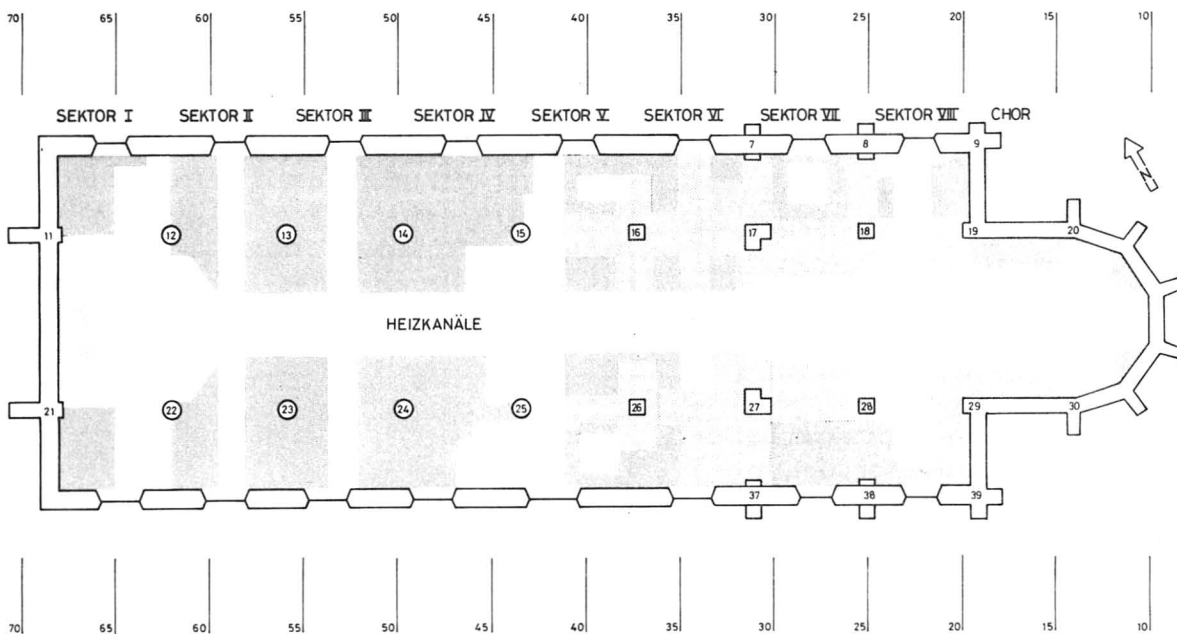 70 65 60 55 50 45 40 35 30 25 20 15 10
SEKTOR I SEKTOR II SEKTOR III SEKTOR IV SEKTOR V SEKTOR VI SEKTOR VII SEKTOR VIII CHOR
7 8 9
N
11 12 13 14 15 16 17 18 19 20
HEIZKANÄLE
21 22 23 24 25 26 27 28 29 30
37 38 39
70 65 60 55 50 45 40 35 30 25 20 15 10